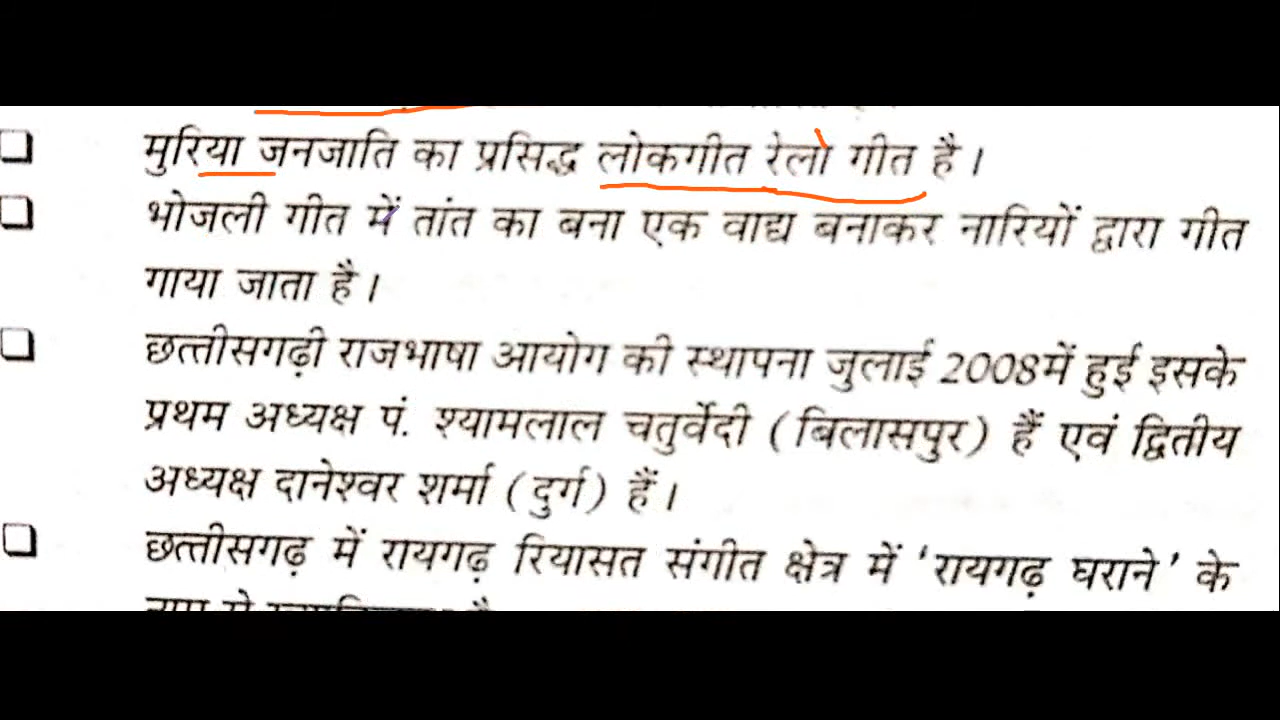 मुरिया जनजाति का प्रसिद्ध लोकगीत रेलो गीत है।
भोजली गीत में तांत का बना एक वाद्य बनाकर नारियों द्वारा गीत
गाया जाता है।
छत्तीसगढ़ी राजभाषा आयोग की स्थापना जुलाई 2008में हुई इसके
प्रथम अध्यक्ष पं. श्यामलाल चतुर्वेदी (बिलासपुर) हैं एवं द्वितीय
अध्यक्ष दानेश्वर शर्मा (दुर्ग) हैं।
छत्तीसगढ़ में रायगढ़ रियासत संगीत क्षेत्र में 'रायगढ़ घराने' के